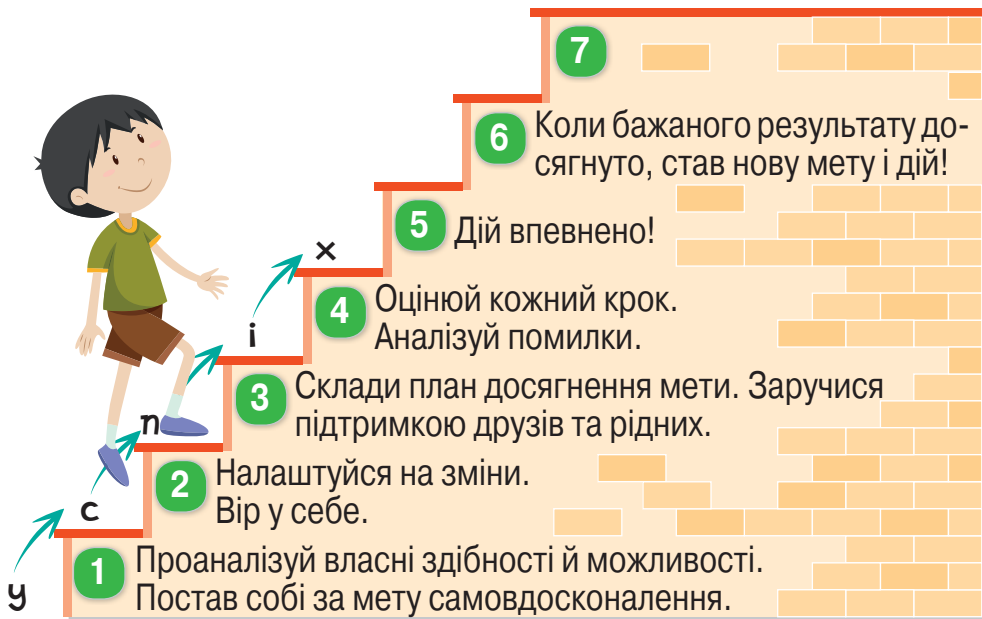 7
6 Коли бажаного результату до-
сягнуто, став нову мету і дій!
5 Дій впевнено!
х
4 Оцінюй кожний крок.
Аналізуй помилки.
і
3 Склади план досягнення мети. Заручися
підтримкою друзів та рідних.
п
2 Налаштуйся на зміни.
Вір у себе.
с
1 Проаналізуй власні здібності й можливості.
Постав собі за мету самовдосконалення.
у